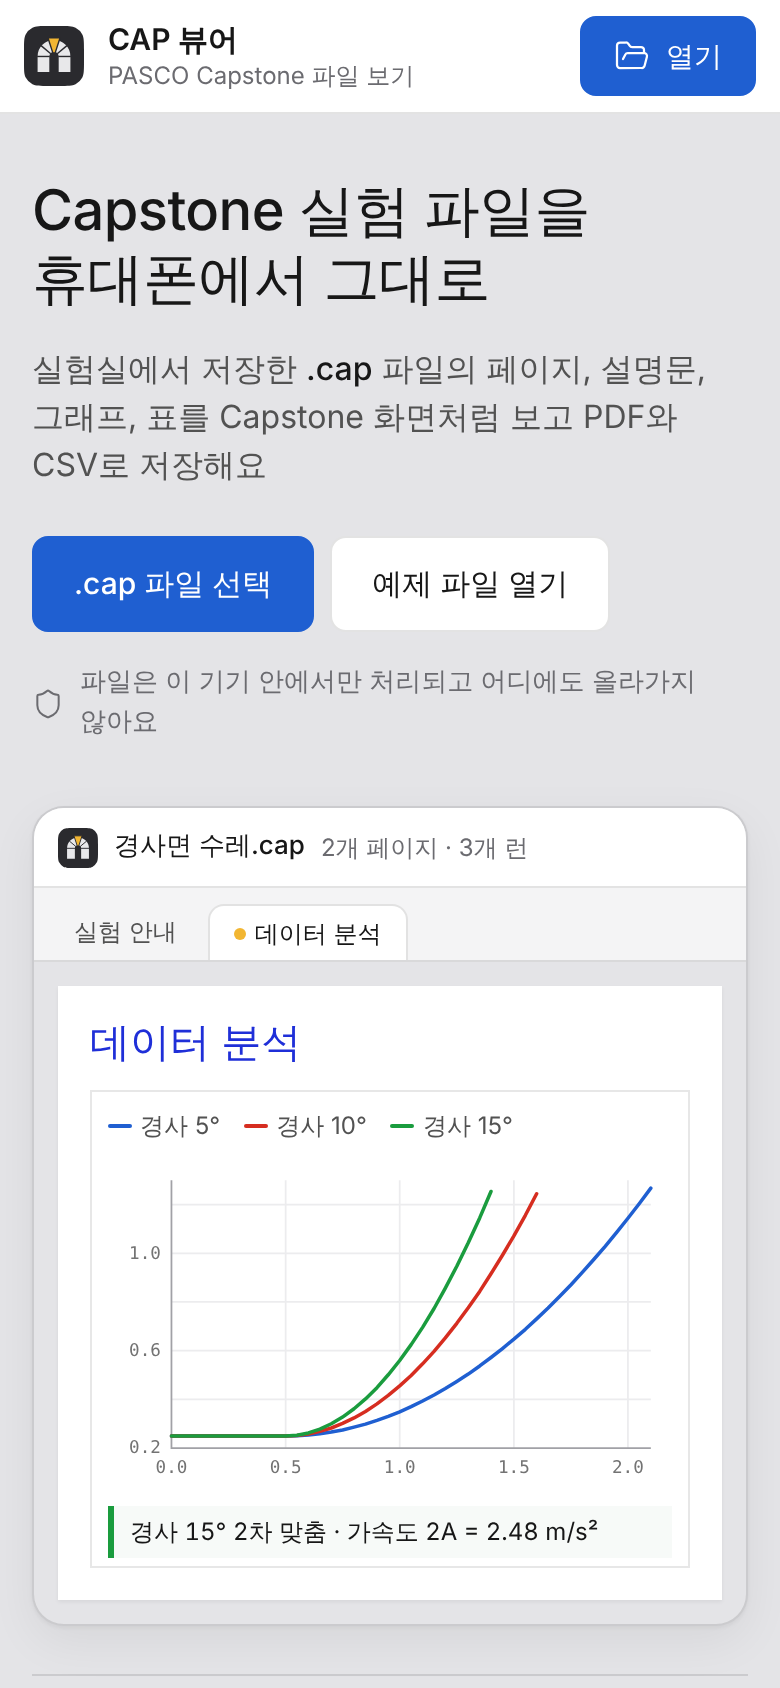 CAP 뷰어
PASCO Capstone 파일 보기
열기
Capstone 실험 파일을
휴대폰에서 그대로
실험실에서 저장한 .cap 파일의 페이지, 설명문,
그래프, 표를 Capstone 화면처럼 보고 PDF와
CSV로 저장해요
.cap 파일 선택
예제 파일 열기
파일은 이 기기 안에서만 처리되고 어디에도 올라가지
않아요
경사면 수레.cap 2개 페이지 · 3개 런
실험 안내
데이터 분석
데이터 분석
경사 5° 경사 10° 경사 15°
1.0
0.6
0.2
0.0 0.5 1.0 1.5 2.0
경사 15° 2차 맞춤 · 가속도 2A = 2.48 m/s²